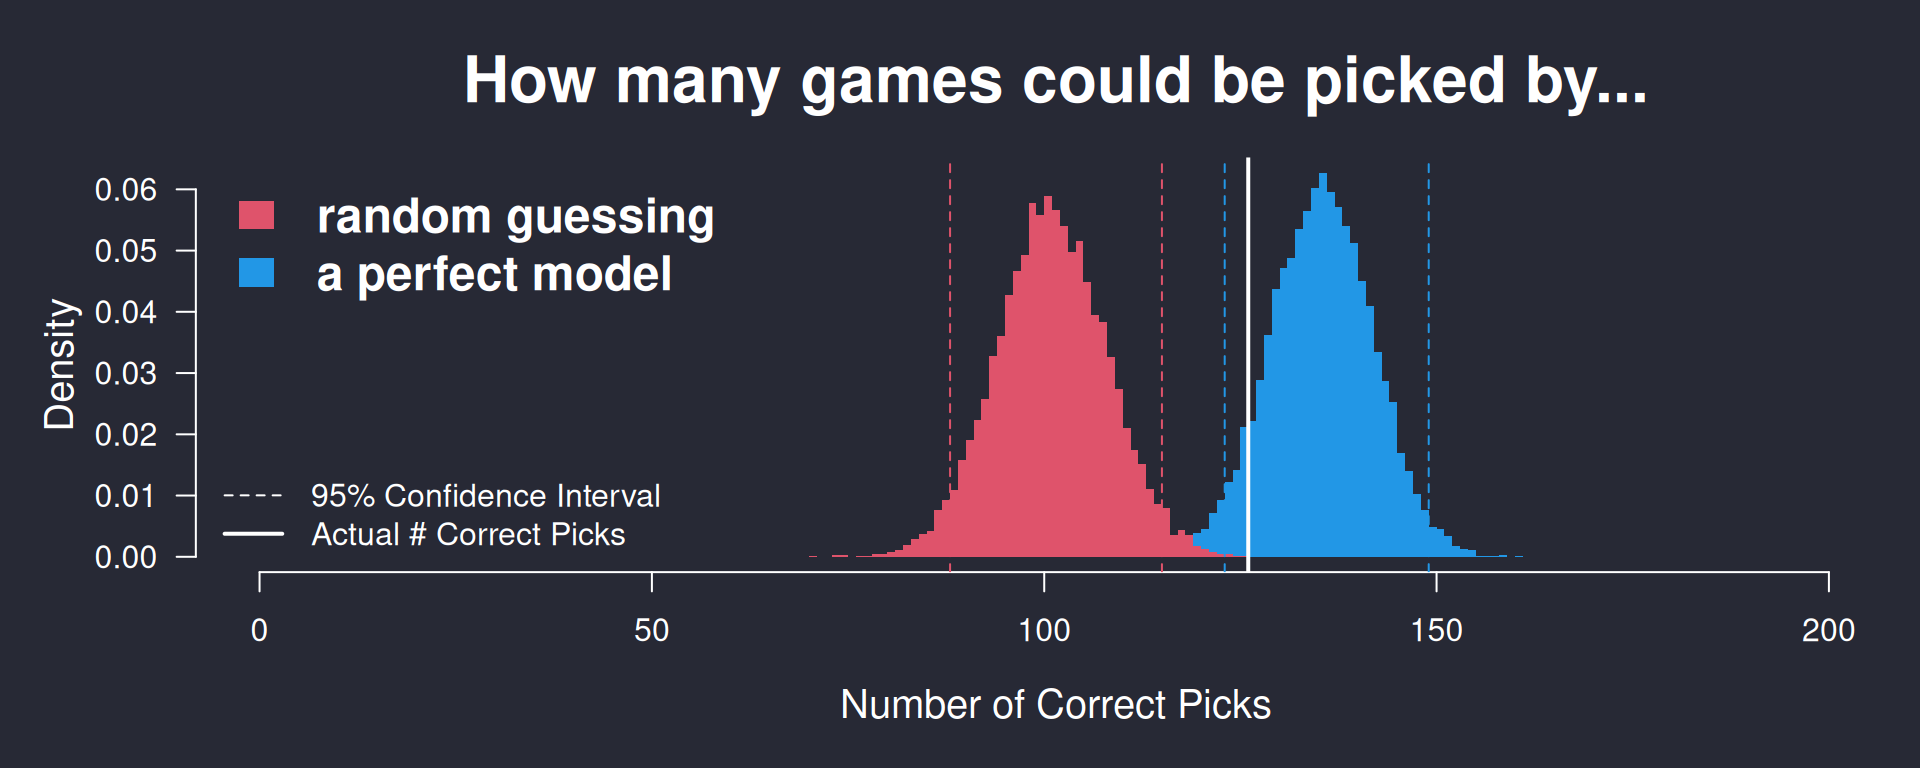 How many games could be picked by...
random guessing
a perfect model
0.06
0.05
0.04
0.03
0.02
0.01
0.00
Density
95% Confidence Interval
Actual # Correct Picks
0 50 100 150 200
Number of Correct Picks